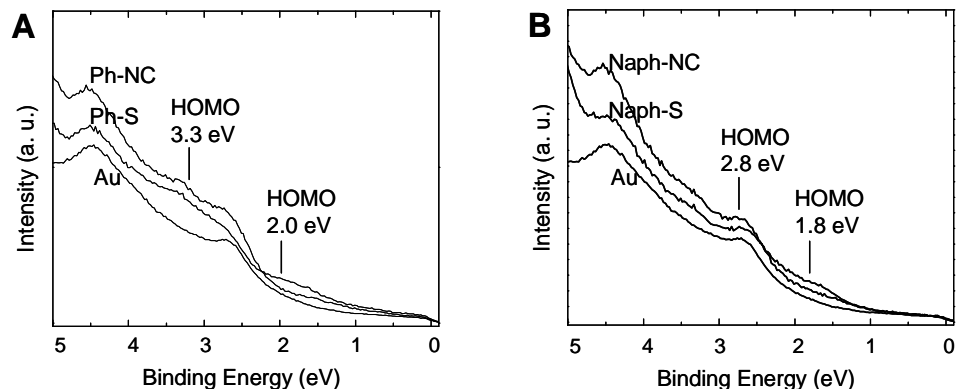 A
Ph-NC
Ph-S
Au
HOMO
3.3 eV
HOMO
2.0 eV
Intensity (a. u.)
5 4 3 2 1 0
Binding Energy (eV)
B
Naph-NC
Naph-S
Au
HOMO
2.8 eV
HOMO
1.8 eV
Intensity (a. u.)
5 4 3 2 1 0
Binding Energy (eV)